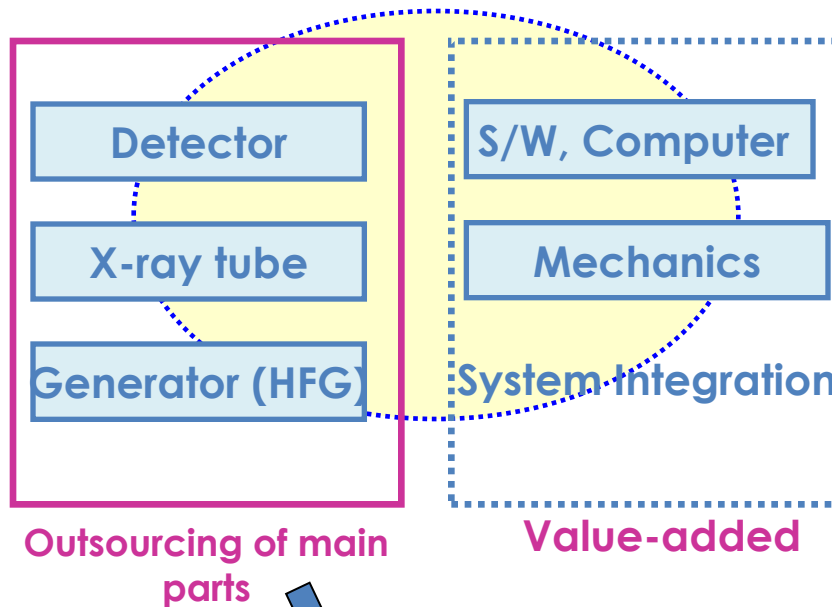 Detector
X-ray tube
Generator (HFG)
Outsourcing of main
parts
S/W, Computer
Mechanics
System Integration
Value-added